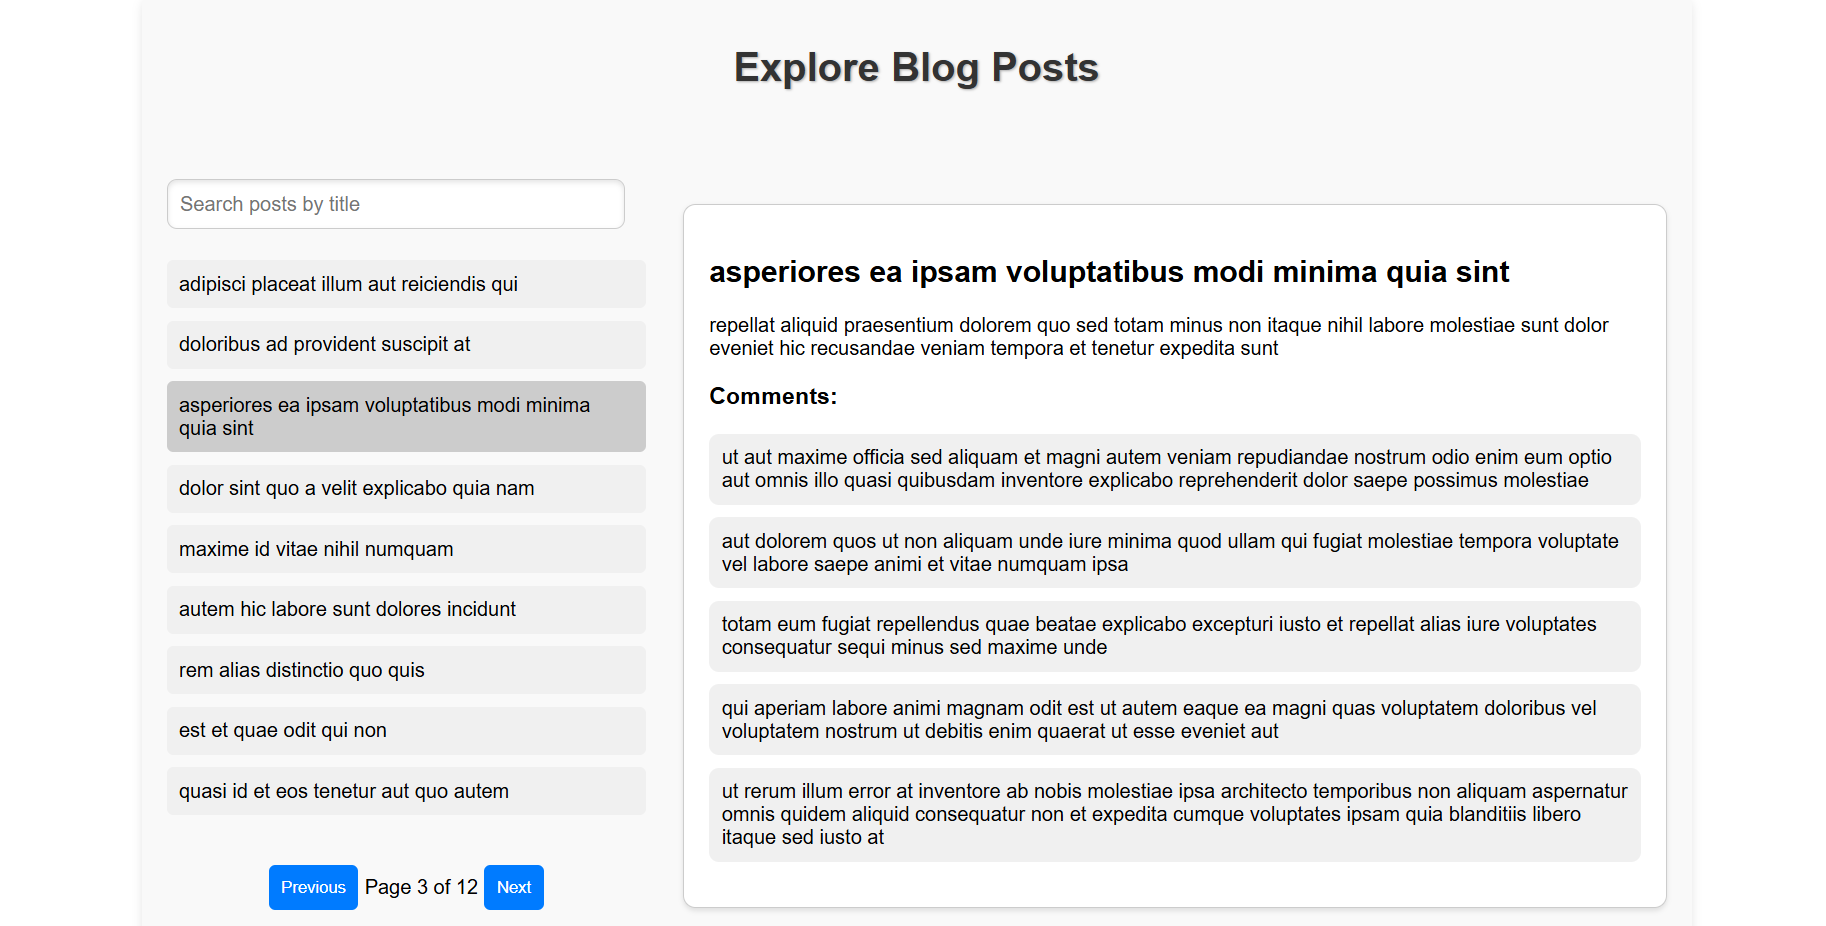 Explore Blog Posts
Search posts by title
adipisci placeat illum aut reiciendis qui
doloribus ad provident suscipit at
asperiores ea ipsam voluptatibus modi minima
quia sint
dolor sint quo a velit explicabo quia nam
maxime id vitae nihil numquam
autem hic labore sunt dolores incidunt
rem alias distinctio quo quis
est et quae odit qui non
quasi id et eos tenetur aut quo autem
Previous Page 3 of 12 Next
asperiores ea ipsam voluptatibus modi minima quia sint
repellat aliquid praesentium dolorem quo sed totam minus non itaque nihil labore molestiae sunt dolor
eveniet hic recusandae veniam tempora et tenetur expedita sunt
Comments:
ut aut maxime officia sed aliquam et magni autem veniam repudiandae nostrum odio enim eum optio
aut omnis illo quasi quibusdam inventore explicabo reprehenderit dolor saepe possimus molestiae
aut dolorem quos ut non aliquam unde iure minima quod ullam qui fugiat molestiae tempora voluptate
vel labore saepe animi et vitae numquam ipsa
totam eum fugiat repellendus quae beatae explicabo excepturi iusto et repellat alias iure voluptates
consequatur sequi minus sed maxime unde
qui aperiam labore animi magnam odit est ut autem eaque ea magni quas voluptatem doloribus vel
voluptatem nostrum ut debitis enim quaerat ut esse eveniet aut
ut rerum illum error at inventore ab nobis molestiae ipsa architecto temporibus non aliquam aspernatur
omnis quidem aliquid consequatur non et expedita cumque voluptates ipsam quia blanditiis libero
itaque sed iusto at